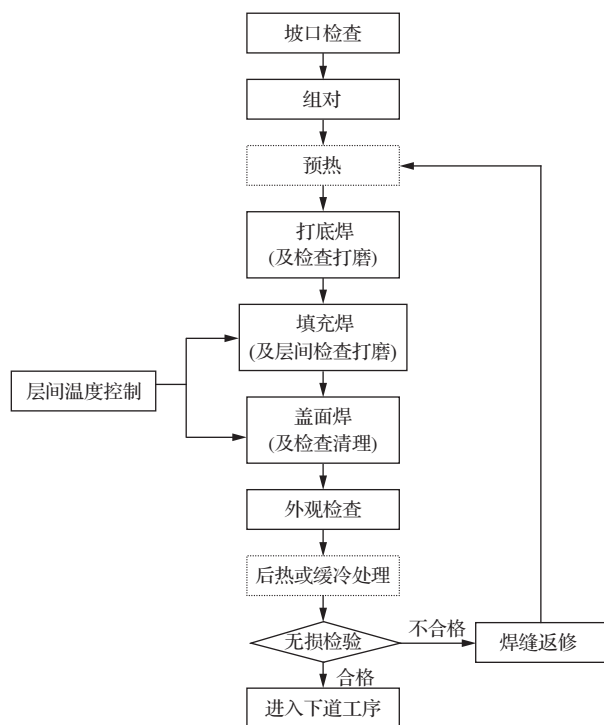 坡口检查
组对
预热
打底焊
(及检查打磨)
填充焊
(及层间检查打磨)
层间温度控制
盖面焊
(及检查清理)
外观检查
后热或缓冷处理
无损检验
不合格
焊缝返修
合格
进入下道工序